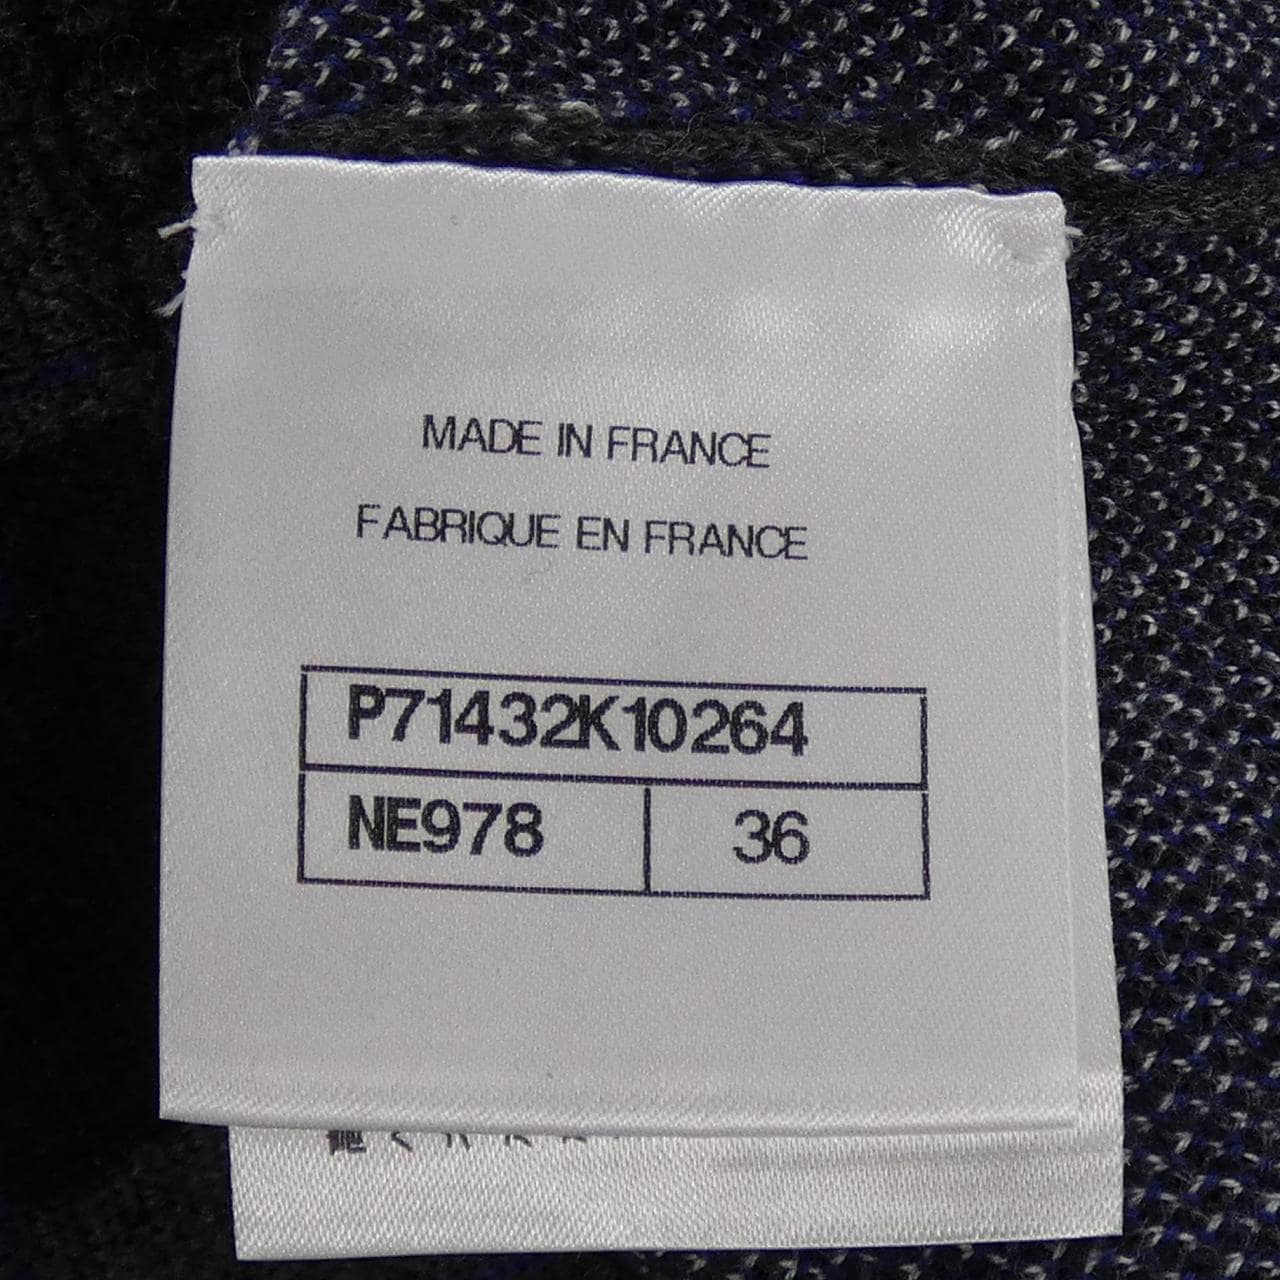 MADE IN FRANCE
FABRIQUE EN FRANCE
P71432K10264
NE978 36